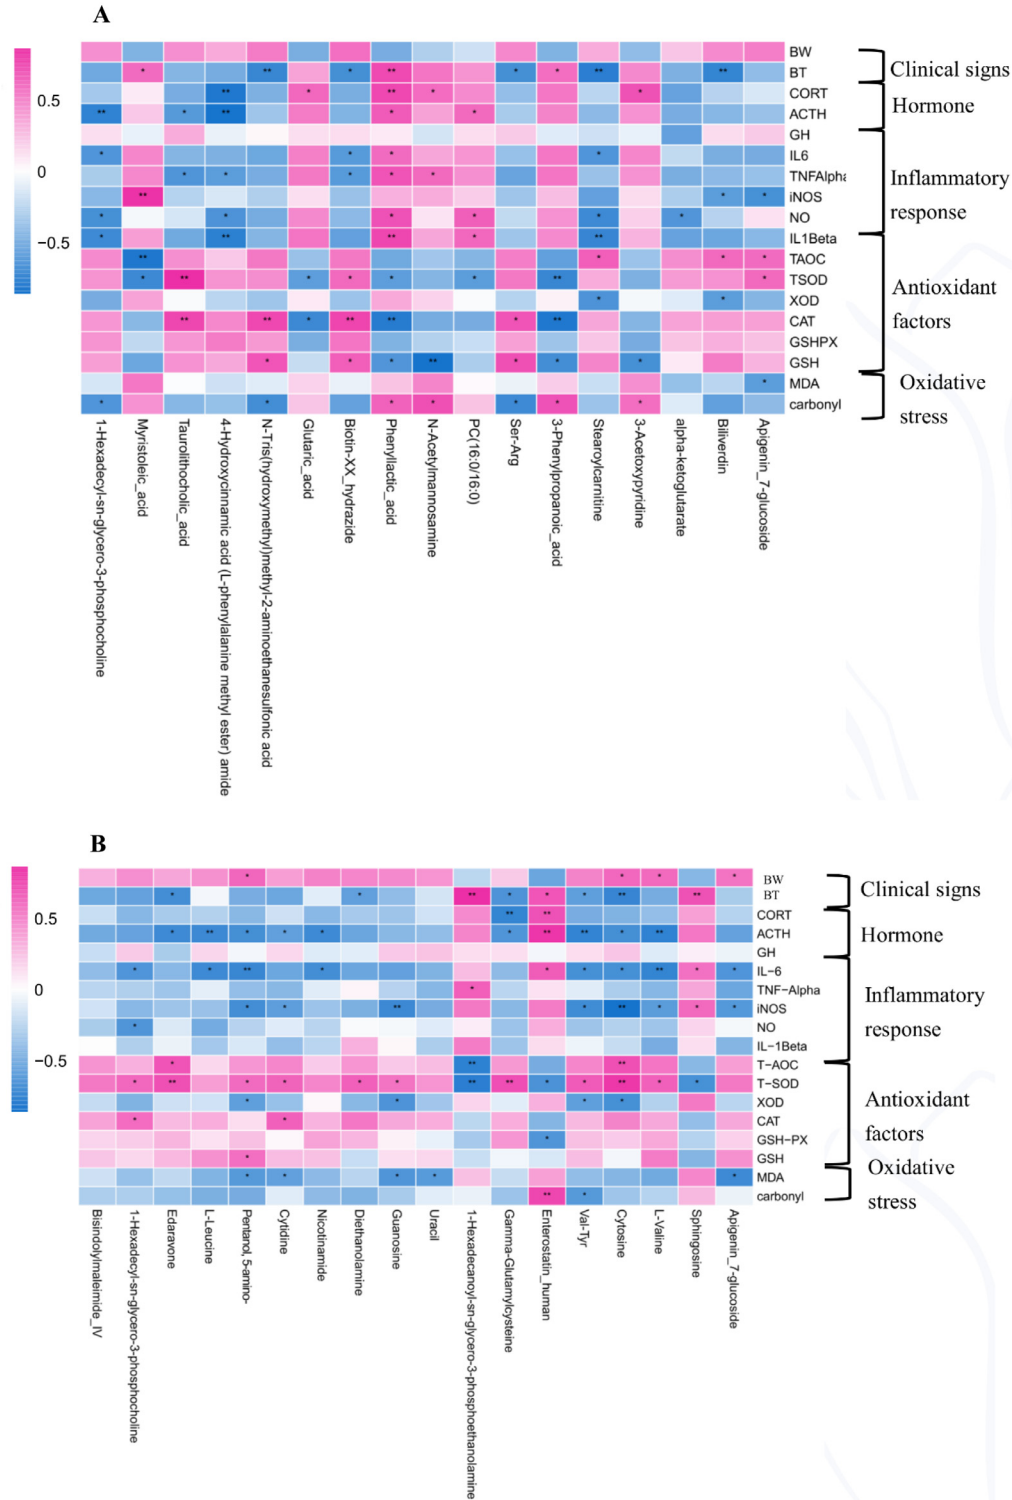 A
BW
BT
CORT
ACTH
GH
IL6
TNFAlpha
iNOS
NO
IL1Beta
TAOC
TSOD
XOD
CAT
GSHPX
GSH
MDA
carbonyl
0.5
0
−0.5
Clinical signs
Hormone
Inflammatory
response
Antioxidant
factors
Oxidative
stress
1-Hexadecyl-sn-glycero-3-phosphocholine
Myristoleic_acid
Taurolithocholic_acid
4-Hydroxycinnamic acid (L-phenylalanine methyl ester) amide
N-Tris(hydroxymethyl)methyl-2-aminoethanesulfonic acid
Glutaric_acid
Biotin-XX_hydrazide
Phenyllactic_acid
N-Acetylmannosamine
PC(16:0/16:0)
Ser-Arg
3-Phenylpropanoic_acid
Stearoylcarnitine
3-Acetoxypyridine
alpha-ketoglutarate
Biliverdin
Apigenin_7-glucoside
B
BW
BT
CORT
ACTH
GH
IL-6
TNF−Alpha
iNOS
NO
IL−1Beta
T−AOC
T−SOD
XOD
CAT
GSH−PX
GSH
MDA
carbonyl
0.5
0
−0.5
Clinical signs
Hormone
Inflammatory
response
Antioxidant
factors
Oxidative
stress
Bisindolylmaleimide_IV
1-Hexadecyl-sn-glycero-3-phosphocholine
Edaravone
L-Leucine
Pentanol, 5-amino-
Cytidine
Nicotinamide
Diethanolamine
Guanosine
Uracil
1-Hexadecanoyl-sn-glycero-3-phosphoethanolamine
Gamma-Glutamylcysteine
Enterostatin_human
Val-Tyr
Cytosine
L-Valine
Sphingosine
Apigenin_7-glucoside